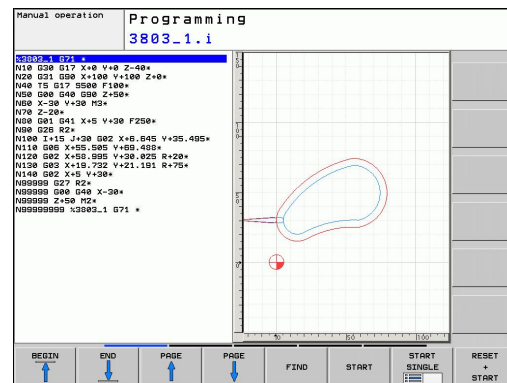 Manual operation
Programming
3803_1.i
%3803_1 G71 *
N10 G30 G17 X+0 Y+0 Z-40*
N20 G31 G90 X+100 Y+100 Z+0*
N40 T5 G17 S500 F100*
N50 G00 G40 G90 Z+50*
N60 X-30 Y+30 M3*
N70 Z-20*
N80 G01 G41 X+5 Y+30 F250*
N90 G26 R2*
N100 I+15 J+30 G02 X+6.645 Y+35.495*
N110 G06 X+55.505 Y+69.488*
N120 G02 X+58.995 Y+30.025 R+20*
N130 G03 X+19.732 Y+21.191 R+75*
N140 G02 X+5 Y+30*
N99999 G27 R2*
N99999 G00 G40 X-30*
N99999 Z+50 M2*
N99999999 %3803_1 G71 *
50
100
BEGIN
END
PAGE
PAGE
FIND
START
START SINGLE
RESET + START